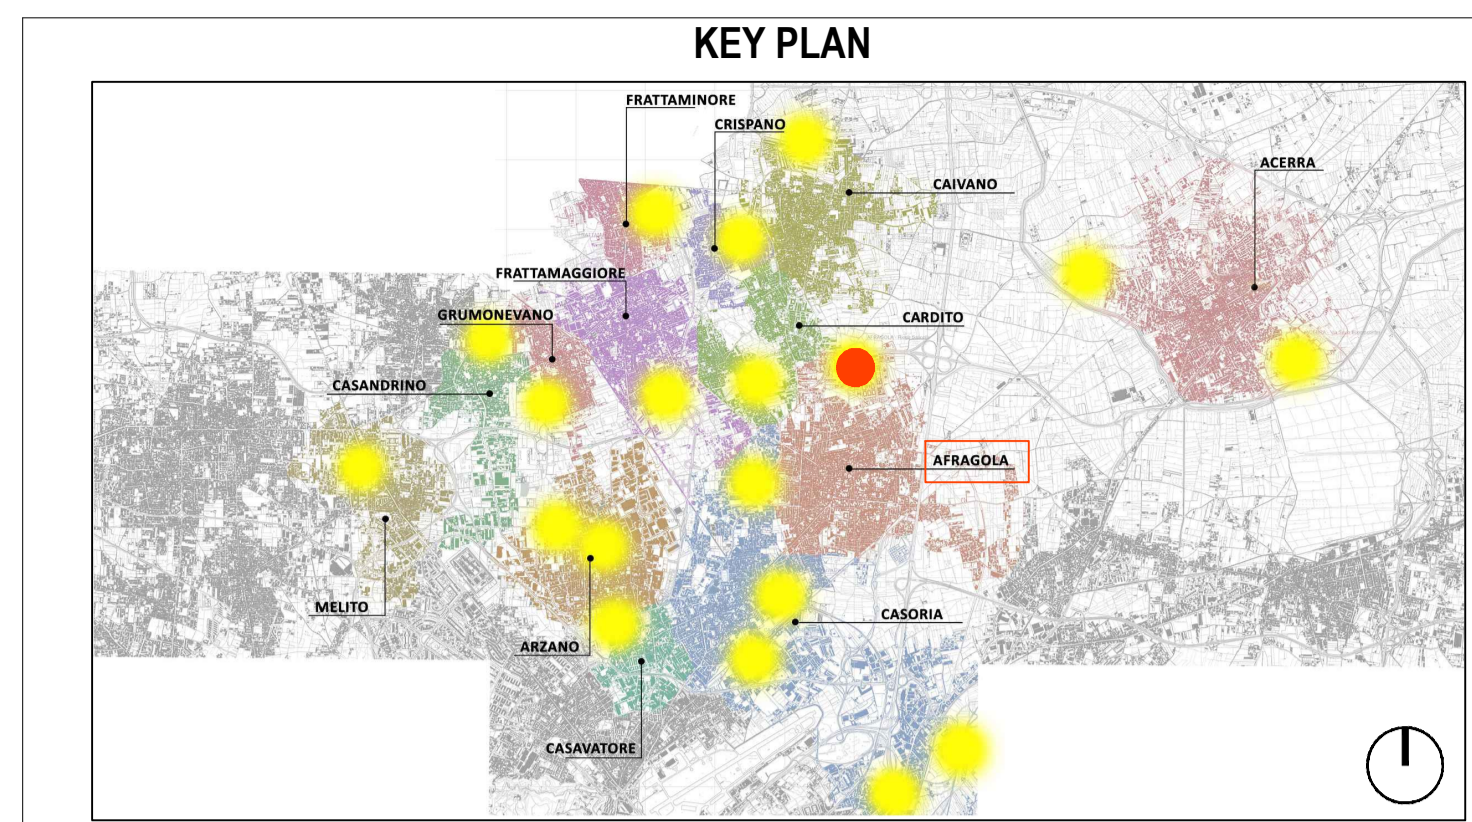 KEY PLAN
FRATTAMINORE
CRISPANO
ACERRA
CAIVANO
FRATTAMAGGIORE
GRUMONEVANO
CARDITO
CASANDRINO
AFRAGOLA
MELITO
CASORIA
ARZANO
CASAVATORE